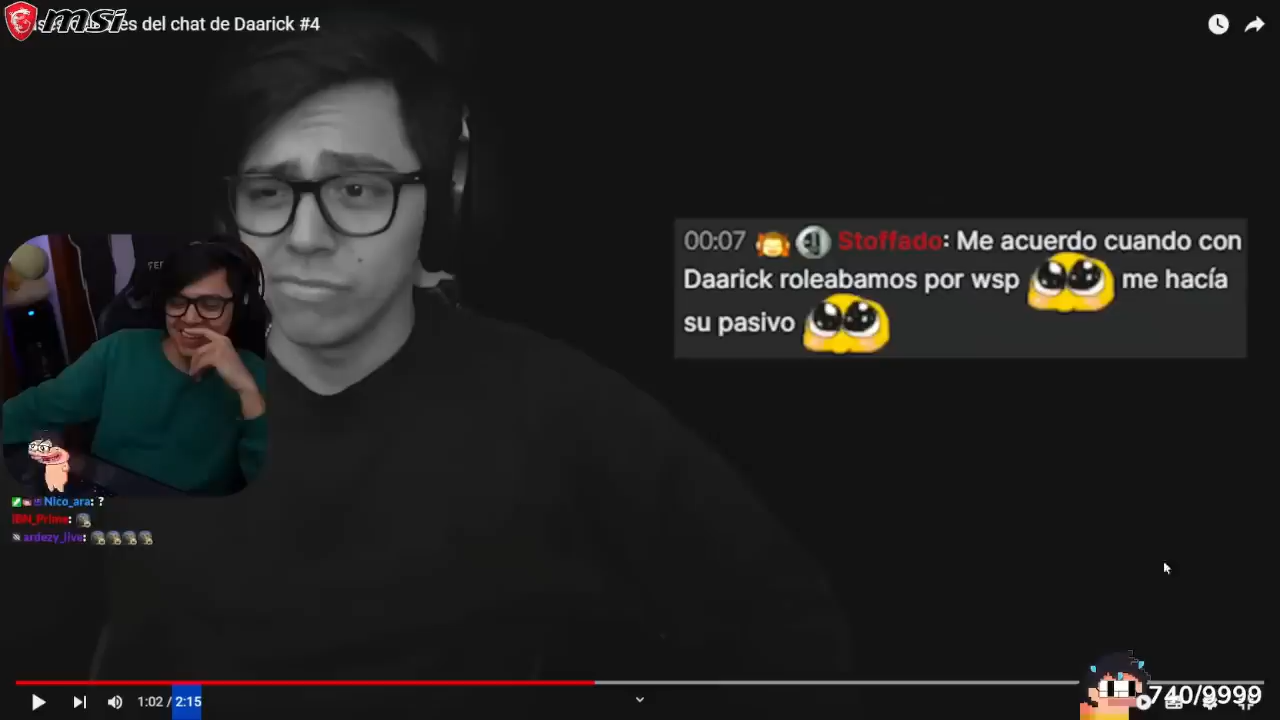 msi
es del chat de Daarick #4
00:07 Stoffado: Me acuerdo cuando con
Daarick roleabamos por wsp me hacía
su pasivo
Nico_ara: ?
IBN_Prime:
ardezy_live:
1:02 / 2:15
740/9999